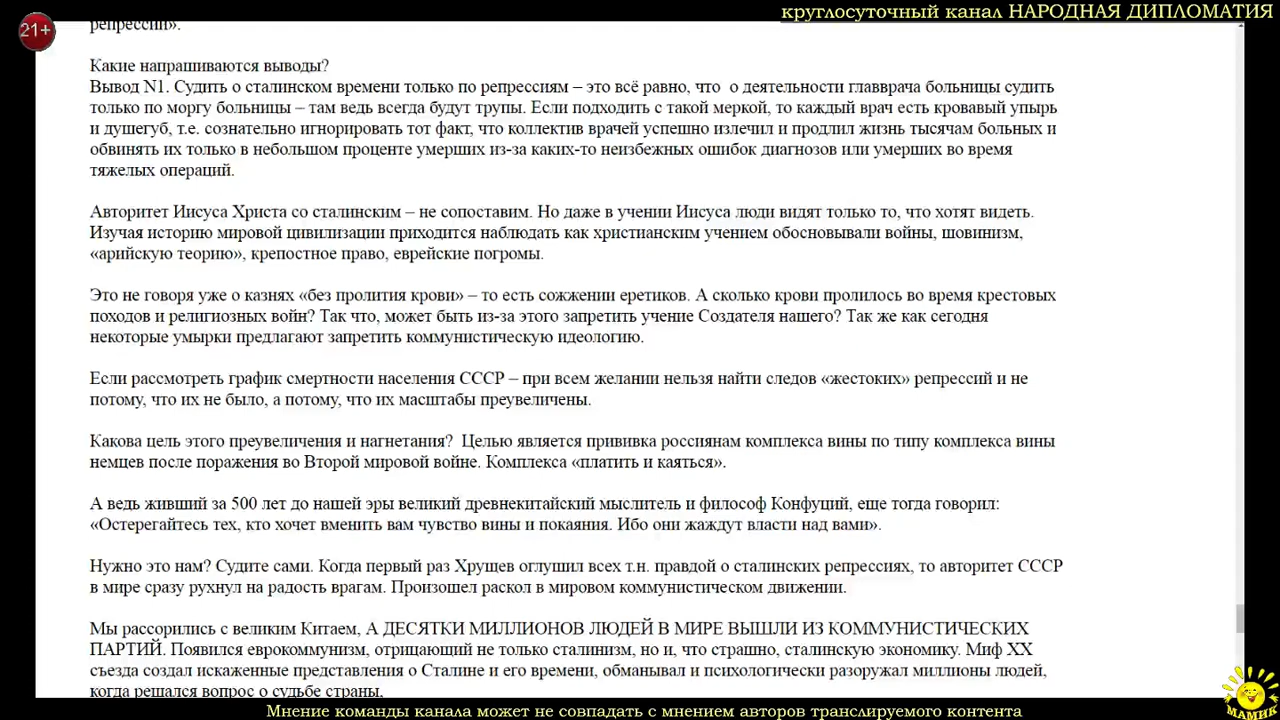 круглосуточный канал НАРОДНАЯ ДИПЛОМАТИЯ
21+
репрессий».
Какие напрашиваются выводы?
Вывод N1. Судить о сталинском времени только по репрессиям – это всё равно, что  о деятельности главврача больницы судить
только по моргу больницы – там ведь всегда будут трупы. Если подходить с такой меркой, то каждый врач есть кровавый упырь
и душегуб, т.е. сознательно игнорировать тот факт, что коллектив врачей успешно излечил и продлил жизнь тысячам больных и
обвинять их только в небольшом проценте умерших из-за каких-то неизбежных ошибок диагнозов или умерших во время
тяжелых операций.
Авторитет Иисуса Христа со сталинским – не сопоставим. Но даже в учении Иисуса люди видят только то, что хотят видеть.
Изучая историю мировой цивилизации приходится наблюдать как христианским учением обосновывали войны, шовинизм,
«арийскую теорию», крепостное право, еврейские погромы.
Это не говоря уже о казнях «без пролития крови» – то есть сожжении еретиков. А сколько крови пролилось во время крестовых
походов и религиозных войн? Так что, может быть из-за этого запретить учение Создателя нашего? Так же как сегодня
некоторые умырки предлагают запретить коммунистическую идеологию.
Если рассмотреть график смертности населения СССР – при всем желании нельзя найти следов «жестоких» репрессий и не
потому, что их не было, а потому, что их масштабы преувеличены.
Какова цель этого преувеличения и нагнетания?  Целью является прививка россиянам комплекса вины по типу комплекса вины
немцев после поражения во Второй мировой войне. Комплекса «платить и каяться».
А ведь живший за 500 лет до нашей эры великий древнекитайский мыслитель и философ Конфуций, еще тогда говорил:
«Остерегайтесь тех, кто хочет вменить вам чувство вины и покаяния. Ибо они жаждут власти над вами».
Нужно это нам? Судите сами. Когда первый раз Хрущев оглушил всех т.н. правдой о сталинских репрессиях, то авторитет СССР
в мире сразу рухнул на радость врагам. Произошел раскол в мировом коммунистическом движении.
Мы рассорились с великим Китаем, А ДЕСЯТКИ МИЛЛИОНОВ ЛЮДЕЙ В МИРЕ ВЫШЛИ ИЗ КОММУНИСТИЧЕСКИХ
ПАРТИЙ. Появился еврокоммунизм, отрицающий не только сталинизм, но и, что страшно, сталинскую экономику. Миф XX
съезда создал искаженные представления о Сталине и его времени, обманывал и психологически разоружал миллионы людей,
когда решался вопрос о судьбе страны.
МАМИК
Мнение команды канала может не совпадать с мнением авторов транслируемого контента